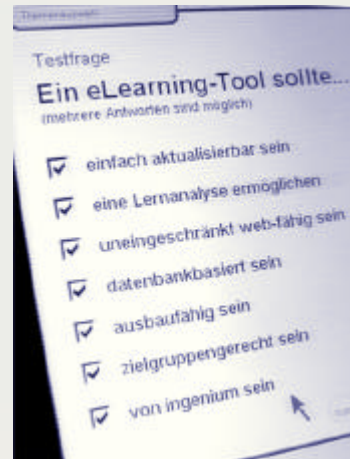 Themenauswahl
Testfrage
Ein eLearning-Tool sollte...
(mehrere Antworten sind möglich)
einfach aktualisierbar sein
eine Lernanalyse ermöglichen
uneingeschränkt web-fähig sein
datenbankbasiert sein
ausbaufähig sein
zielgruppengerecht sein
von ingenium sein